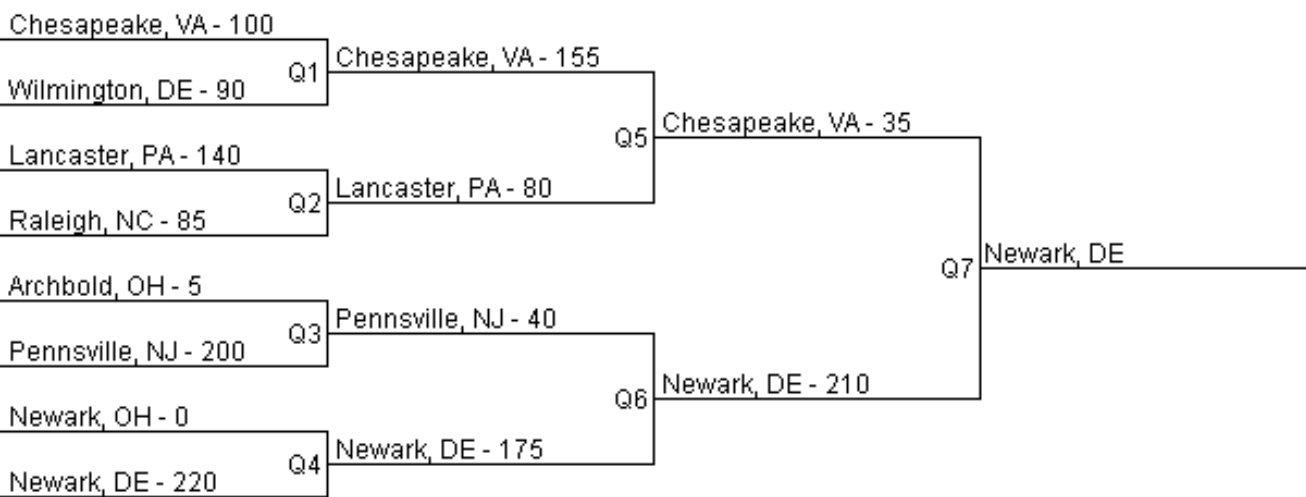 Chesapeake, VA - 100
Q1
Wilmington, DE - 90
Chesapeake, VA - 155
Lancaster, PA - 140
Q2
Raleigh, NC - 85
Lancaster, PA - 80
Q5
Chesapeake, VA - 35
Archbold, OH - 5
Q3
Pennsville, NJ - 200
Pennsville, NJ - 40
Newark, OH - 0
Q4
Newark, DE - 220
Newark, DE - 175
Q6
Newark, DE - 210
Q7
Newark, DE